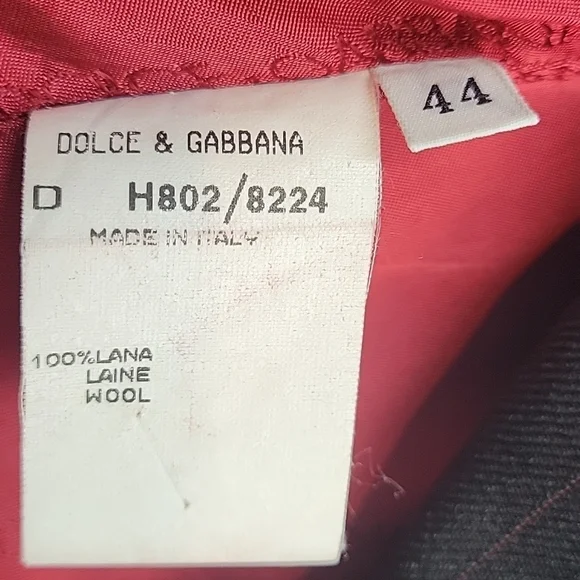 DOLCE & GABBANA
D H802/8224
MADE IN ITALY
100%LANA
LAINE
WOOL
44